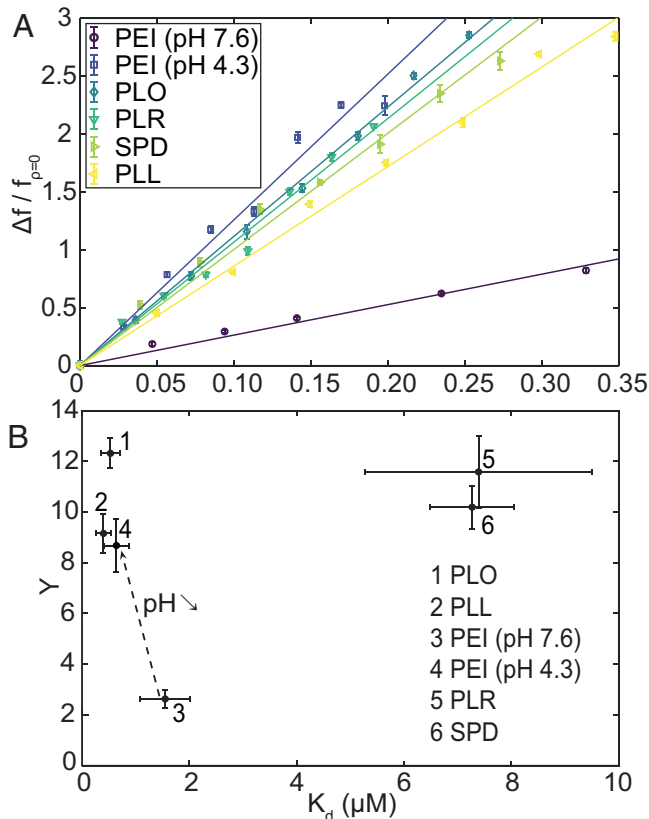 3
2.5
2
1.5
1
0.5
0
Δf / fρ=0
PEI (pH 7.6)
PEI (pH 4.3)
PLO
PLR
SPD
PLL
A
0 0.05 0.10 0.15 0.20 0.25 0.30 0.35
B
14
12
10
8
6
4
2
0
Y
1
2
4
3
5
6
pH ↘
1 PLO
2 PLL
3 PEI (pH 7.6)
4 PEI (pH 4.3)
5 PLR
6 SPD
0 2 4 6 8 10
Kd (μM)